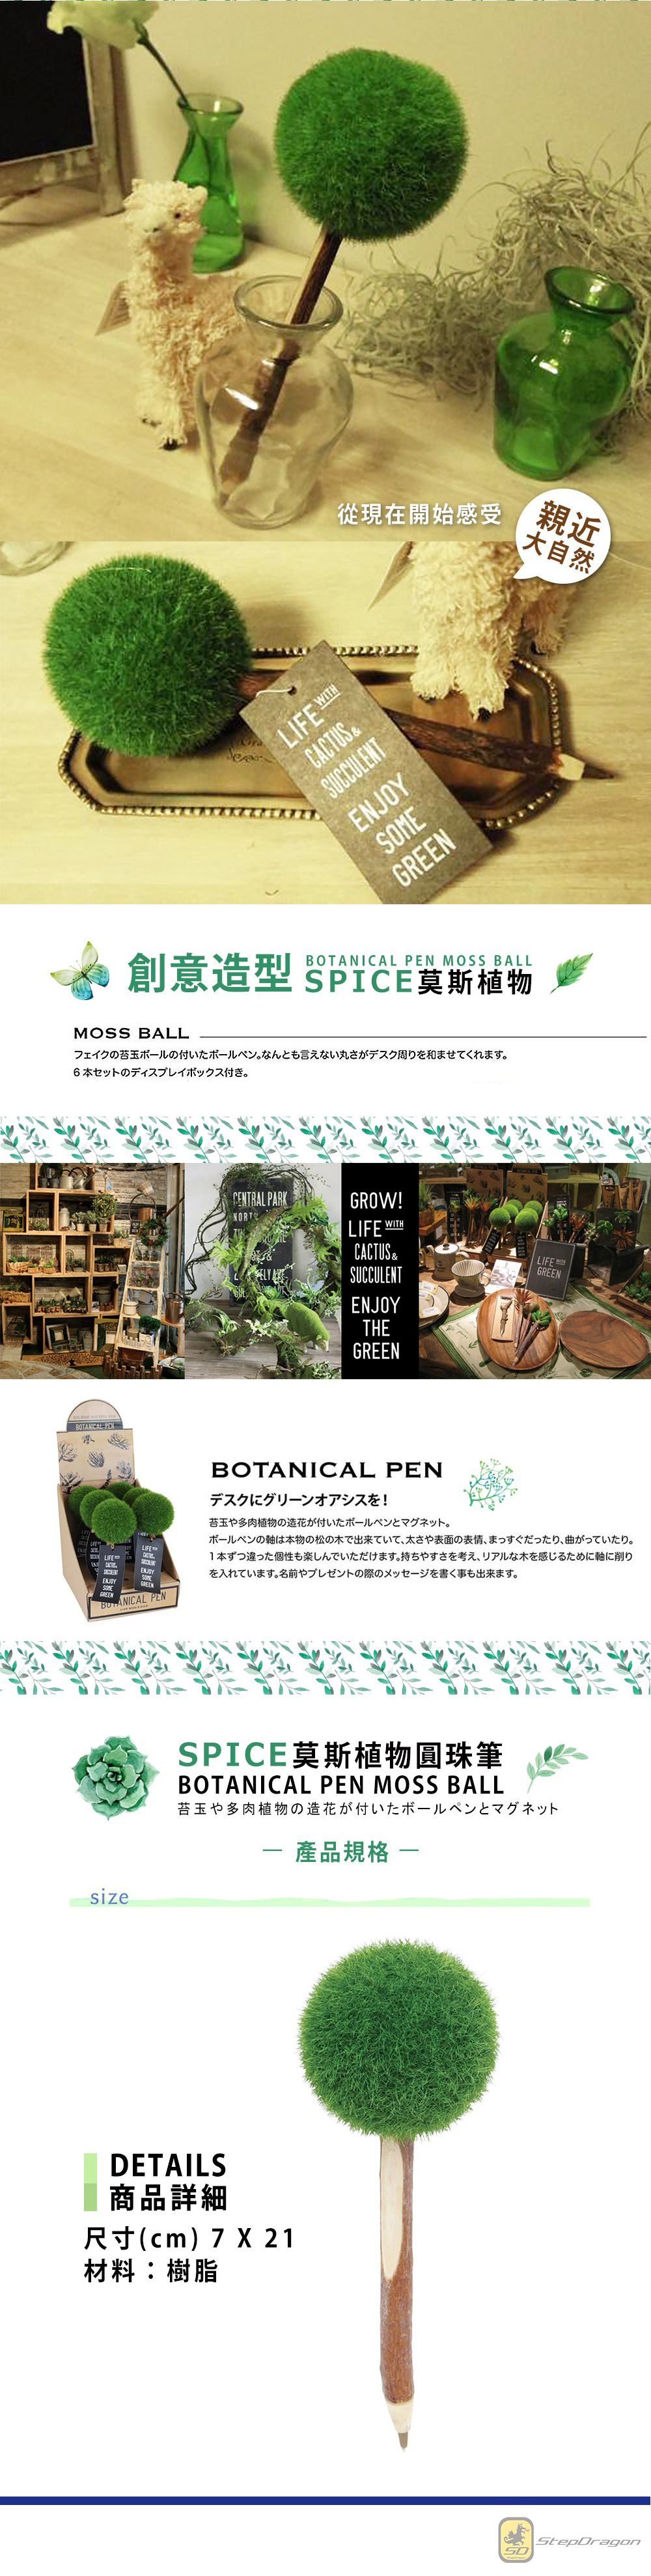 從現在開始感受
親近
大自然
LIFE WITH
CACTUS &
SUCCULENT
ENJOY
SOME
GREEN
創意造型
BOTANICAL PEN MOSS BALL
SPICE莫斯植物
MOSS BALL
フェイクの苔玉ボールの付いたボールペン。なんとも言えない丸さがデスク周りを和ませてくれます。
6本セットのディスプレイボックス付き。
CENTRAL PARK
GROW!
LIFE WITH
CACTUS &
SUCCULENT
ENJOY
THE
GREEN
LIFE WITH
GREEN
BOTANICAL PEN
LIFE WITH
CACTUS &
SUCCULENT
ENJOY
SOME
GREEN
LIFE WITH
CACTUS &
SUCCULENT
ENJOY
SOME
GREEN
BOTANICAL PEN
BOTANICAL PEN
デスクにグリーンオアシスを!
苔玉や多肉植物の造花が付いたボールペンとマグネット。
ボールペンの軸は本物の松の木で出来ていて、太さや表面の表情、まっすぐだったり、曲がっていたり。
1本ずつ違った個性も楽しんでいただけます。持ちやすさを考え、リアルな木を感じるために軸に削り
を入れています。名前やプレゼントの際のメッセージを書く事も出来ます。
SPICE莫斯植物圓珠筆
BOTANICAL PEN MOSS BALL
苔玉や多肉植物の造花が付いたボールペンとマグネット
— 產品規格 —
size
DETAILS
商品詳細
尺寸(cm) 7 X 21
材料：樹脂
SD
StepDragon